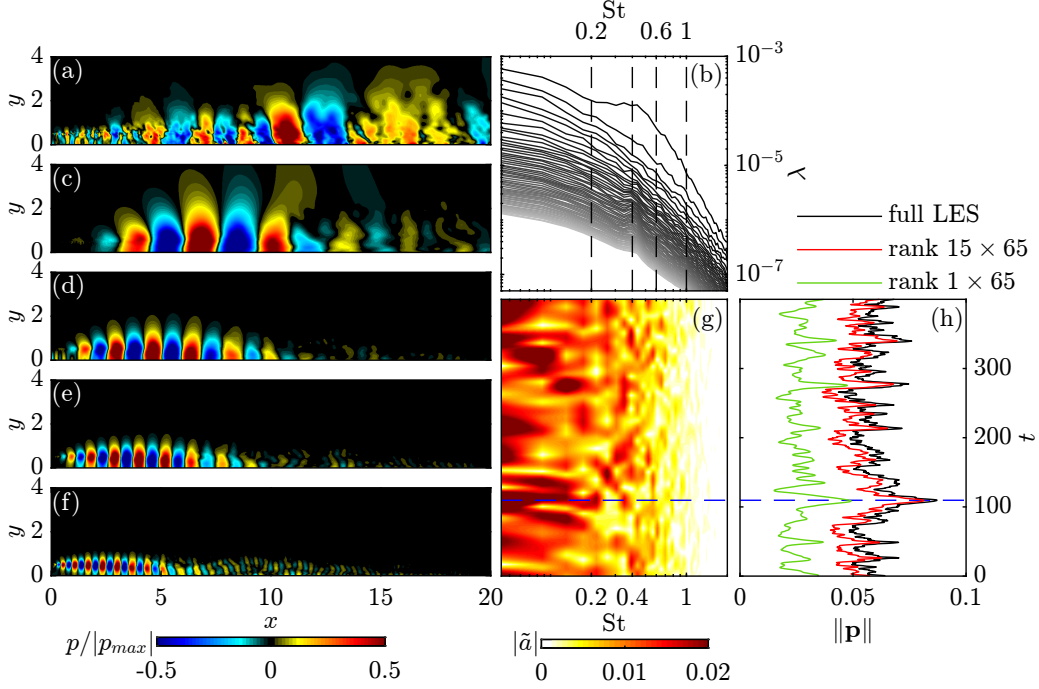 St
0.2 0.6 1
4 (a) (b) 10⁻³
y 2
0
4 (c) 10⁻⁵ λ
y 2
0
full LES
rank 15 × 65
rank 1 × 65
4 (d) 10⁻⁷
y 2
0
(g) (h)
300
4 (e)
y 2
0
200 t
4 (f)
y 2
0
100
0
0 5 10 15 20
x
0.2 0.4 1
St
0 0.05 0.1
‖p‖
p/|p_max|
-0.5 0 0.5
|ã|
0 0.01 0.02